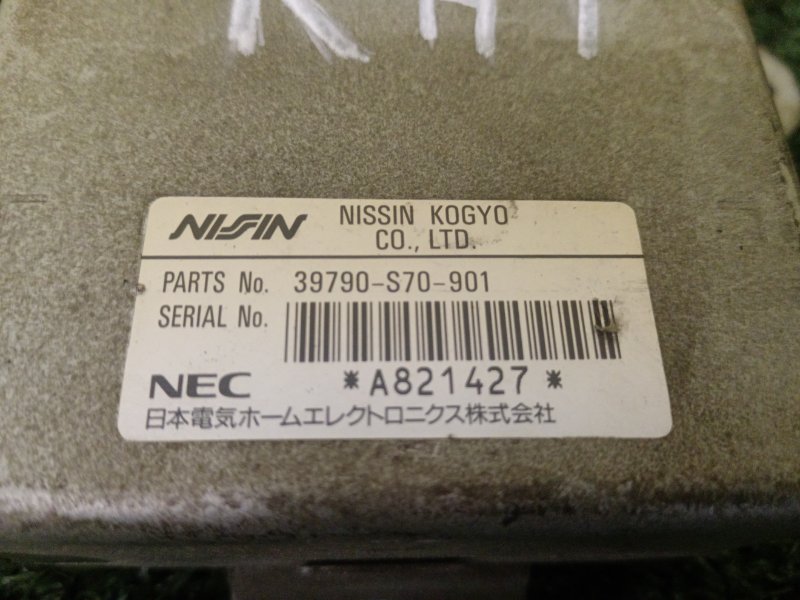 NISSIN NISSIN KOGYO
CO., LTD.
PARTS No. 39790-S70-901
SERIAL No.
*A821427*
NEC
日本電気ホームエレクトロニクス株式会社